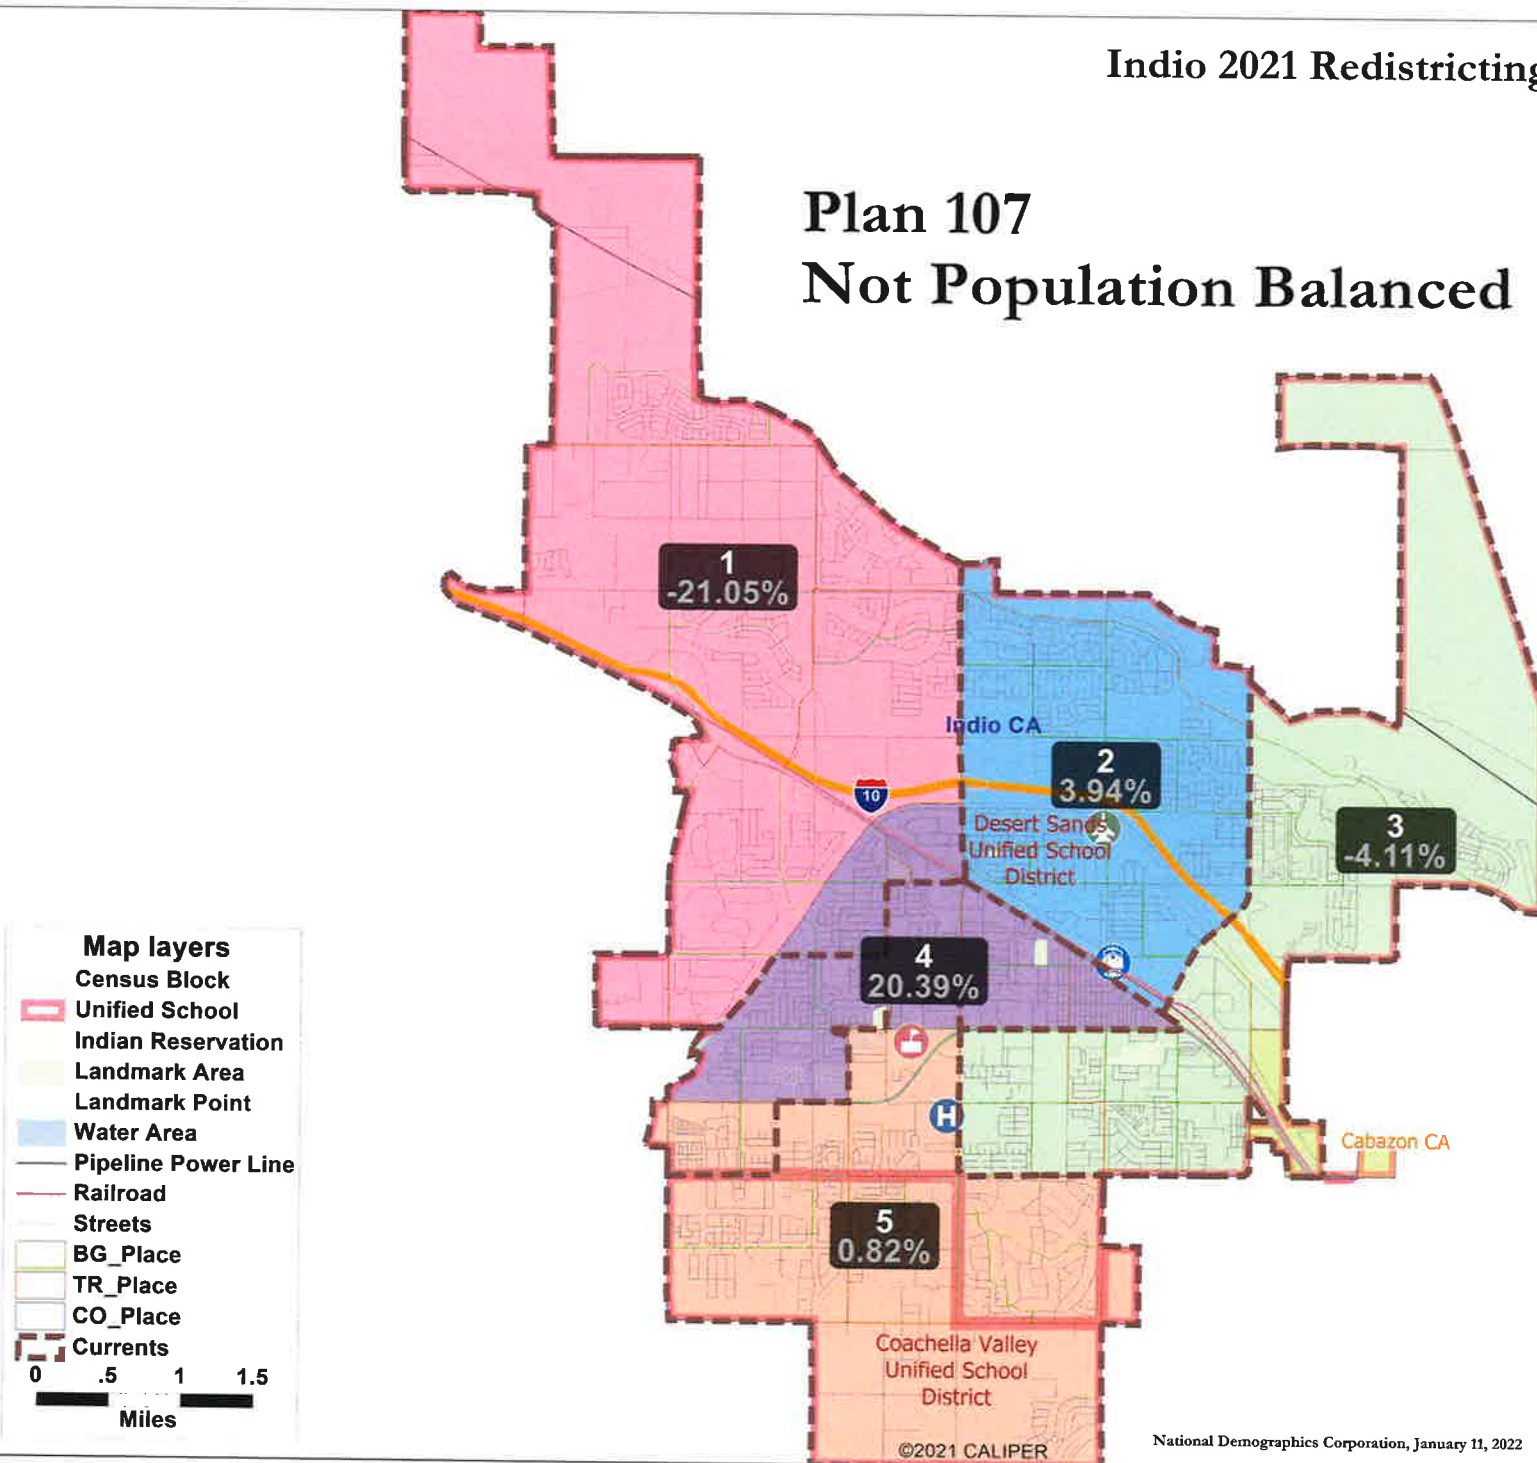 Indio 2021 Redistricting
Plan 107
Not Population Balanced
1
-21.05%
Indio CA
2
3.94%
10
Desert Sands
Unified School
District
3
-4.11%
4
20.39%
H
Cabazon CA
5
0.82%
Coachella Valley
Unified School
District
©2021 CALIPER
Map layers
Census Block
Unified School
Indian Reservation
Landmark Area
Landmark Point
Water Area
Pipeline Power Line
Railroad
Streets
BG_Place
TR_Place
CO_Place
Currents
0 .5 1 1.5
Miles
National Demographics Corporation, January 11, 2022